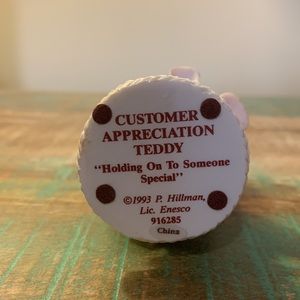 CUSTOMER
APPRECIATION
TEDDY
"Holding On To Someone
Special"
©1993 P. Hillman,
Lic. Enesco
916285
China